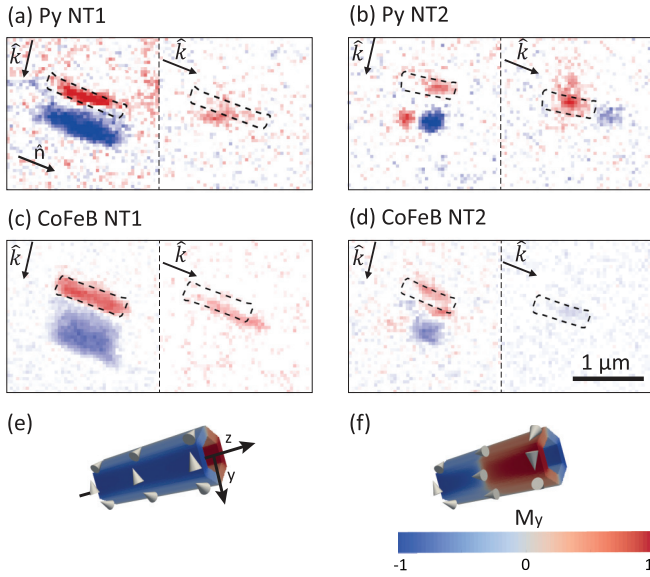 (a) Py NT1
(b) Py NT2
k̂
k̂
k̂
k̂
n̂
(c) CoFeB NT1
(d) CoFeB NT2
k̂
k̂
k̂
k̂
1 μm
(e)
(f)
z
y
My
-1 0 1